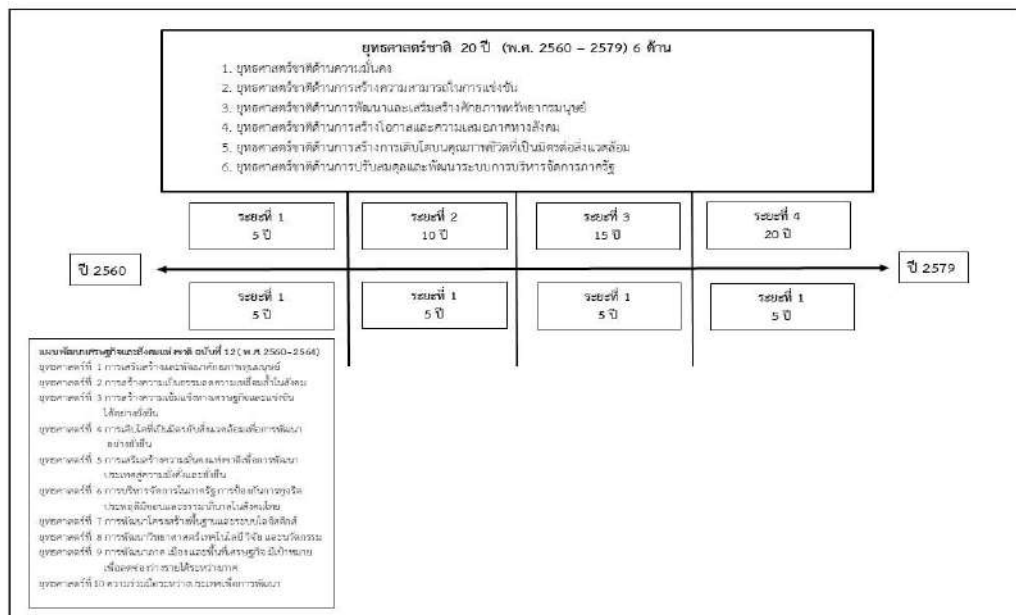 ยุทธศาสตร์ชาติ 20 ปี (พ.ศ. 2560 – 2579) 6 ด้าน
1. ยุทธศาสตร์ชาติด้านความมั่นคง
2. ยุทธศาสตร์ชาติด้านการสร้างความสามารถในการแข่งขัน
3. ยุทธศาสตร์ชาติด้านการพัฒนาและเสริมสร้างศักยภาพทรัพยากรมนุษย์
4. ยุทธศาสตร์ชาติด้านการสร้างโอกาสและความเสมอภาคทางสังคม
5. ยุทธศาสตร์ชาติด้านการสร้างการเติบโตบนคุณภาพชีวิตที่เป็นมิตรต่อสิ่งแวดล้อม
6. ยุทธศาสตร์ชาติด้านการปรับสมดุลและพัฒนาระบบการบริหารจัดการภาครัฐ
ระยะที่ 1
5 ปี
ระยะที่ 2
10 ปี
ระยะที่ 3
15 ปี
ระยะที่ 4
20 ปี
ปี 2560
ปี 2579
ระยะที่ 1
5 ปี
ระยะที่ 1
5 ปี
ระยะที่ 1
5 ปี
ระยะที่ 1
5 ปี
แผนพัฒนาเศรษฐกิจและสังคมแห่งชาติ ฉบับที่ 12 (พ.ศ. 2560-2564)
ยุทธศาสตร์ที่ 1 การเสริมสร้างและพัฒนาศักยภาพทุนมนุษย์
ยุทธศาสตร์ที่ 2 การสร้างความเป็นธรรมลดความเหลื่อมล้ำในสังคม
ยุทธศาสตร์ที่ 3 การสร้างความเข้มแข็งทางเศรษฐกิจและแข่งขัน
ได้อย่างยั่งยืน
ยุทธศาสตร์ที่ 4 การเติบโตที่เป็นมิตรกับสิ่งแวดล้อมเพื่อการพัฒนา
อย่างยั่งยืน
ยุทธศาสตร์ที่ 5 การเสริมสร้างความมั่นคงแห่งชาติเพื่อการพัฒนา
ประเทศสู่ความมั่งคั่งและยั่งยืน
ยุทธศาสตร์ที่ 6 การบริหารจัดการในภาครัฐ การป้องกันการทุจริต
ประพฤติมิชอบและธรรมาภิบาลในสังคมไทย
ยุทธศาสตร์ที่ 7 การพัฒนาโครงสร้างพื้นฐานและระบบโลจิสติกส์
ยุทธศาสตร์ที่ 8 การพัฒนาวิทยาศาสตร์ เทคโนโลยี วิจัย และนวัตกรรม
ยุทธศาสตร์ที่ 9 การพัฒนาภาค เมือง และพื้นที่เศรษฐกิจ มีเป้าหมาย
เพื่อลดช่องว่างรายได้ระหว่างภาค
ยุทธศาสตร์ที่ 10 ความร่วมมือระหว่างประเทศเพื่อการพัฒนา